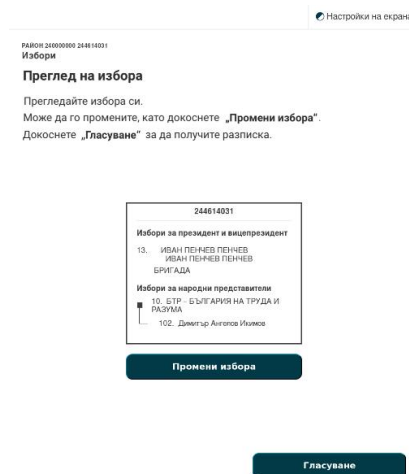 Настройки на екрана
РАЙОН 240000000 244614031
Избори
Преглед на избора
Прегледайте избора си.
Може да го промените, като докоснете „Промени избора“.
Докоснете „Гласуване“ за да получите разписка.
244614031
Избори за президент и вицепрезидент
13. ИВАН ПЕНЧЕВ ПЕНЧЕВ
ИВАН ПЕНЧЕВ ПЕНЧЕВ
БРИГАДА
Избори за народни представители
10. БТР - БЪЛГАРИЯ НА ТРУДА И
РАЗУМА
102. Димитър Ангелов Икимов
Промени избора
Гласуване